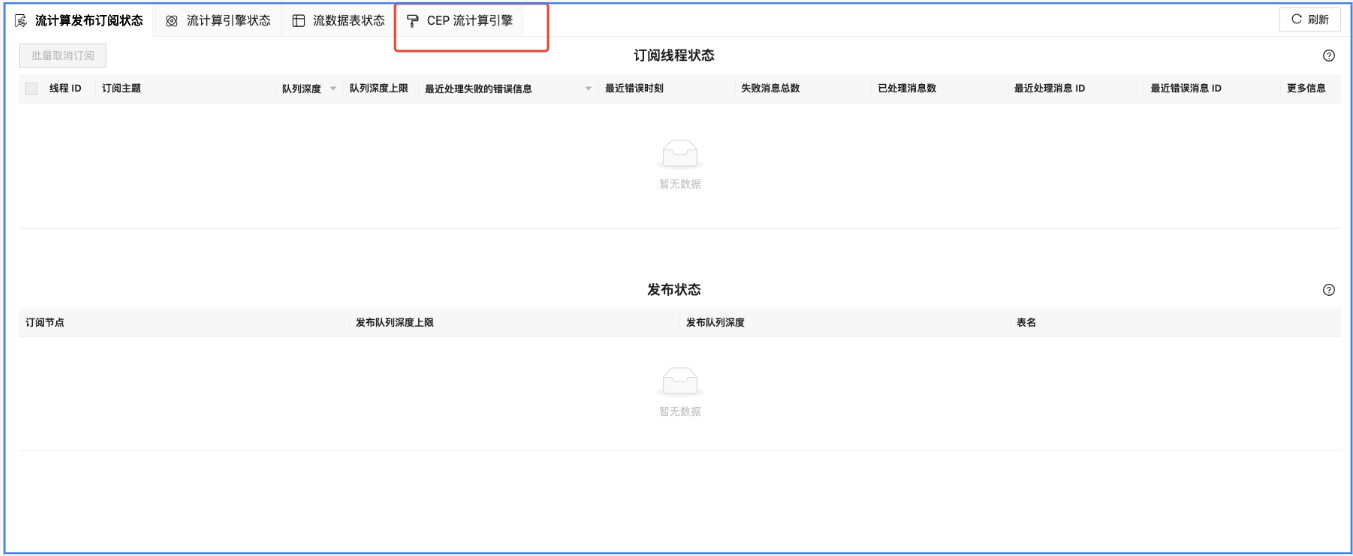 流计算发布订阅状态 流计算引擎状态 流数据表状态 CEP 流计算引擎 刷新
批量取消订阅 订阅线程状态
线程 ID 订阅主题 队列深度 队列深度上限 最近处理失败的错误信息 最近错误时刻 失败消息总数 已处理消息数 最近处理消息 ID 最近错误消息 ID 更多信息
暂无数据
发布状态
订阅节点 发布队列深度上限 发布队列深度 表名
暂无数据